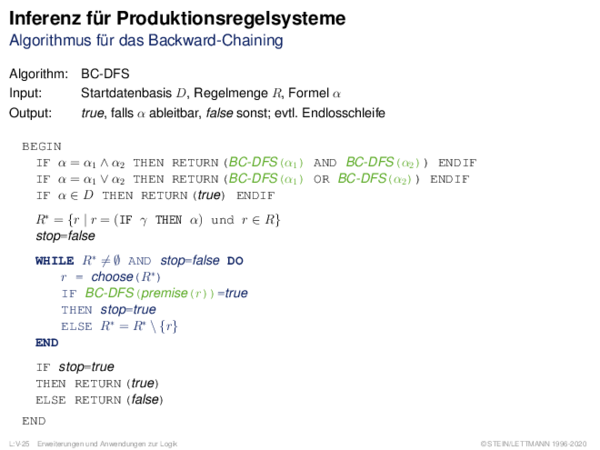 Inferenz für Produktionsregelsysteme
Algorithmus für das Backward-Chaining
Algorithm: BC-DFS
Input: Startdatenbasis D, Regelmenge R, Formel α
Output: true, falls α ableitbar, false sonst; evtl. Endlosschleife
BEGIN
IF α = α₁ ∧ α₂ THEN RETURN (BC-DFS(α₁) AND BC-DFS(α₂)) ENDIF
IF α = α₁ ∨ α₂ THEN RETURN (BC-DFS(α₁) OR BC-DFS(α₂)) ENDIF
IF α ∈ D THEN RETURN (true) ENDIF
R* = {r | r = (IF γ THEN α) und r ∈ R}
stop=false
WHILE R* ≠ ∅ AND stop=false DO
r = choose(R*)
IF BC-DFS(premise(r))=true
THEN stop=true
ELSE R* = R* \ {r}
END
IF stop=true
THEN RETURN (true)
ELSE RETURN (false)
END
L:V-25 Erweiterungen und Anwendungen zur Logik ©STEIN/LETTMANN 1996-2020